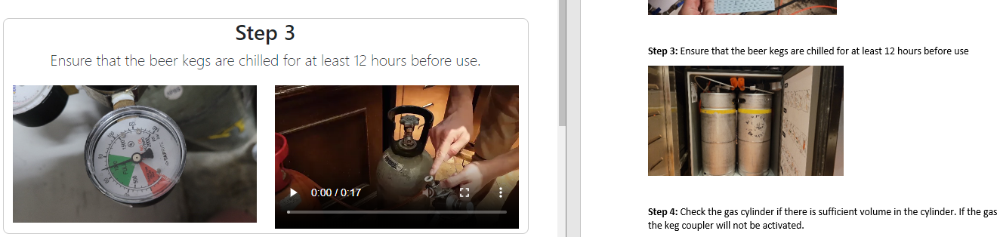 Step 3
Ensure that the beer kegs are chilled for at least 12 hours before use.
0:00 / 0:17
Step 3: Ensure that the beer kegs are chilled for at least 12 hours before use
Step 4: Check the gas cylinder if there is sufficient volume in the cylinder. If the gas
the keg coupler will not be activated.